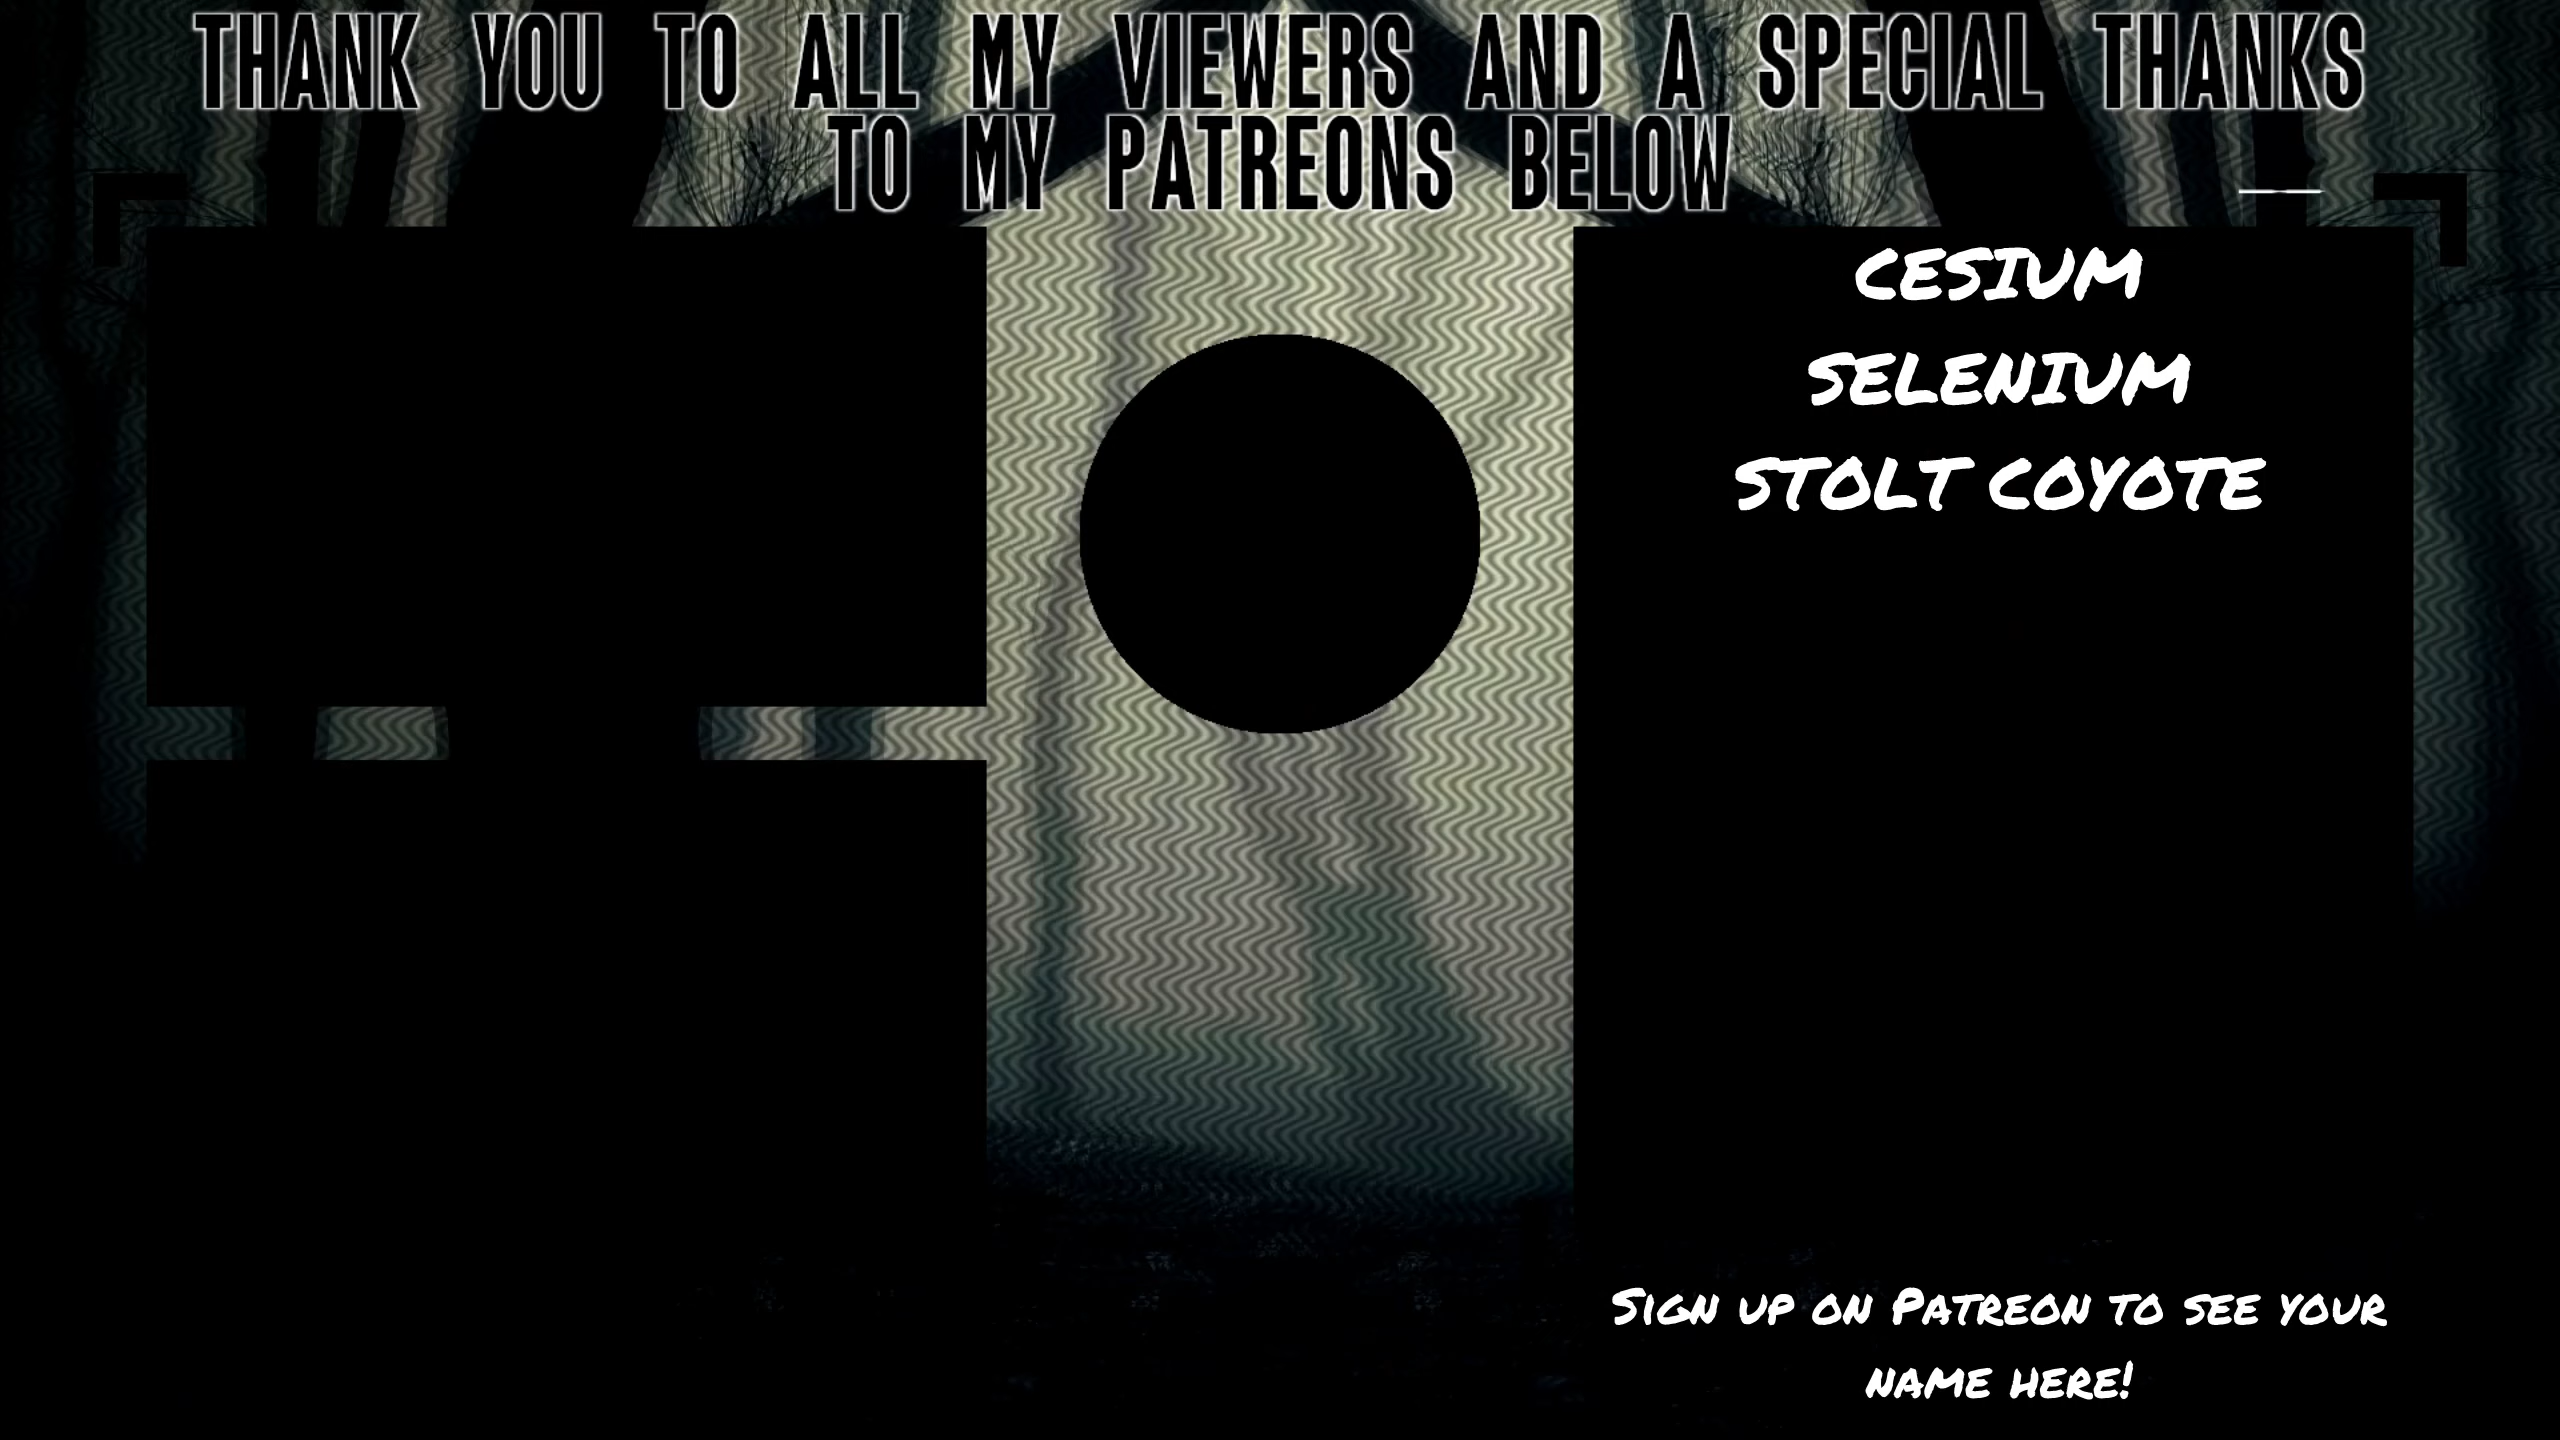 THANK YOU TO ALL MY VIEWERS AND A SPECIAL THANKS
TO MY PATREONS BELOW
CESIUM
SELENIUM
STOLT COYOTE
SIGN UP ON PATREON TO SEE YOUR
NAME HERE!